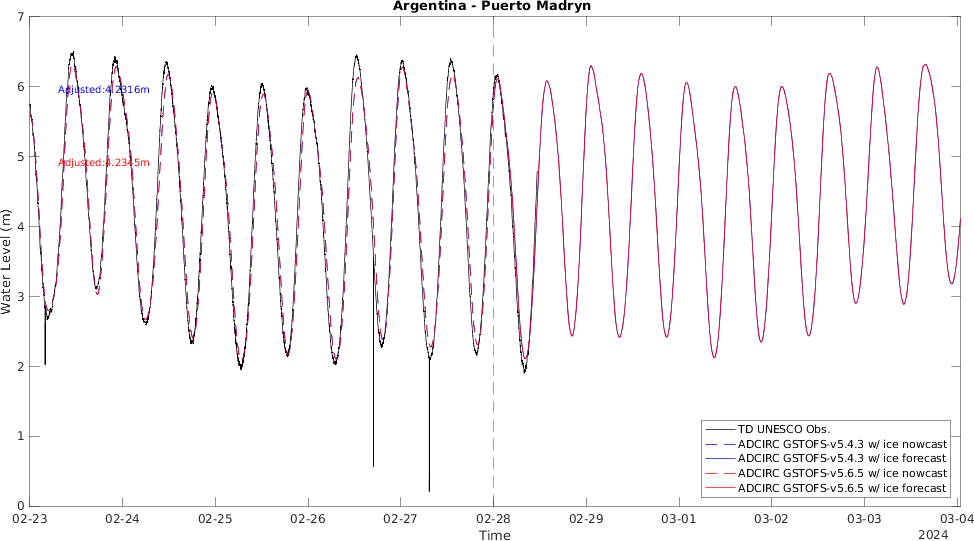 Argentina - Puerto Madryn
7
6
5
4
3
2
1
0
Water Level (m)
Adjusted:4.2316m
Adjusted:4.2345m
TD UNESCO Obs.
ADCIRC GSTOFS-v5.4.3 w/ ice nowcast
ADCIRC GSTOFS-v5.4.3 w/ ice forecast
ADCIRC GSTOFS-v5.6.5 w/ ice nowcast
ADCIRC GSTOFS-v5.6.5 w/ ice forecast
02-23 02-24 02-25 02-26 02-27 02-28 02-29 03-01 03-02 03-03 03-04
Time
2024